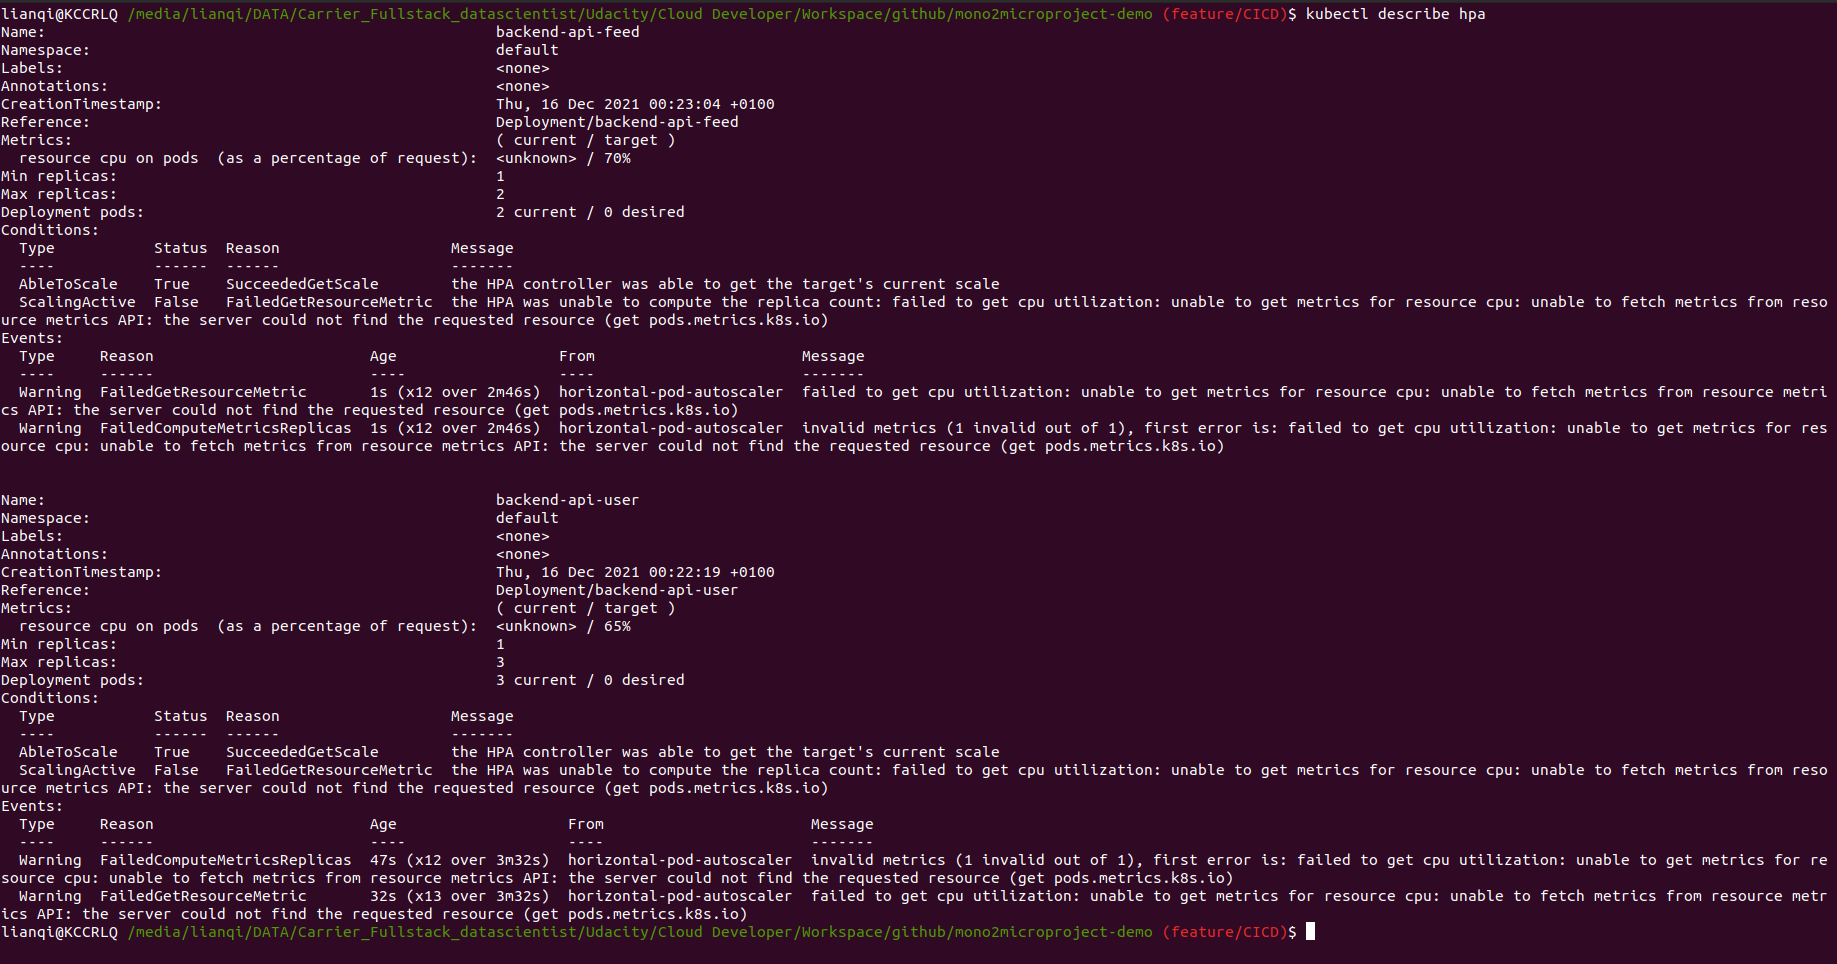 lianqi@KCCRLQ /media/lianqi/DATA/Carrier_Fullstack_datascientist/Udacity/Cloud Developer/Workspace/github/mono2microproject-demo (feature/CICD)$ kubectl describe hpa
Name:                                                  backend-api-feed
Namespace:                                             default
Labels:                                                <none>
Annotations:                                           <none>
CreationTimestamp:                                     Thu, 16 Dec 2021 00:23:04 +0100
Reference:                                             Deployment/backend-api-feed
Metrics:                                               ( current / target )
  resource cpu on pods  (as a percentage of request):  <unknown> / 70%
Min replicas:                                          1
Max replicas:                                          2
Deployment pods:                                       2 current / 0 desired
Conditions:
  Type           Status  Reason                   Message
  ----           ------  ------                   -------
  AbleToScale    True    SucceededGetScale        the HPA controller was able to get the target's current scale
  ScalingActive  False   FailedGetResourceMetric  the HPA was unable to compute the replica count: failed to get cpu utilization: unable to get metrics for resource cpu: unable to fetch metrics from reso
urce metrics API: the server could not find the requested resource (get pods.metrics.k8s.io)
Events:
  Type     Reason                        Age                  From                       Message
  ----     ------                        ----                 ----                       -------
  Warning  FailedGetResourceMetric       1s (x12 over 2m46s)  horizontal-pod-autoscaler  failed to get cpu utilization: unable to get metrics for resource cpu: unable to fetch metrics from resource metri
cs API: the server could not find the requested resource (get pods.metrics.k8s.io)
  Warning  FailedComputeMetricsReplicas  1s (x12 over 2m46s)  horizontal-pod-autoscaler  invalid metrics (1 invalid out of 1), first error is: failed to get cpu utilization: unable to get metrics for res
ource cpu: unable to fetch metrics from resource metrics API: the server could not find the requested resource (get pods.metrics.k8s.io)
Name:                                                  backend-api-user
Namespace:                                             default
Labels:                                                <none>
Annotations:                                           <none>
CreationTimestamp:                                     Thu, 16 Dec 2021 00:22:19 +0100
Reference:                                             Deployment/backend-api-user
Metrics:                                               ( current / target )
  resource cpu on pods  (as a percentage of request):  <unknown> / 65%
Min replicas:                                          1
Max replicas:                                          3
Deployment pods:                                       3 current / 0 desired
Conditions:
  Type           Status  Reason                   Message
  ----           ------  ------                   -------
  AbleToScale    True    SucceededGetScale        the HPA controller was able to get the target's current scale
  ScalingActive  False   FailedGetResourceMetric  the HPA was unable to compute the replica count: failed to get cpu utilization: unable to get metrics for resource cpu: unable to fetch metrics from reso
urce metrics API: the server could not find the requested resource (get pods.metrics.k8s.io)
Events:
  Type     Reason                        Age                   From                       Message
  ----     ------                        ----                  ----                       -------
  Warning  FailedComputeMetricsReplicas  47s (x12 over 3m32s)  horizontal-pod-autoscaler  invalid metrics (1 invalid out of 1), first error is: failed to get cpu utilization: unable to get metrics for re
source cpu: unable to fetch metrics from resource metrics API: the server could not find the requested resource (get pods.metrics.k8s.io)
  Warning  FailedGetResourceMetric       32s (x13 over 3m32s)  horizontal-pod-autoscaler  failed to get cpu utilization: unable to get metrics for resource cpu: unable to fetch metrics from resource metr
ics API: the server could not find the requested resource (get pods.metrics.k8s.io)
lianqi@KCCRLQ /media/lianqi/DATA/Carrier_Fullstack_datascientist/Udacity/Cloud Developer/Workspace/github/mono2microproject-demo (feature/CICD)$